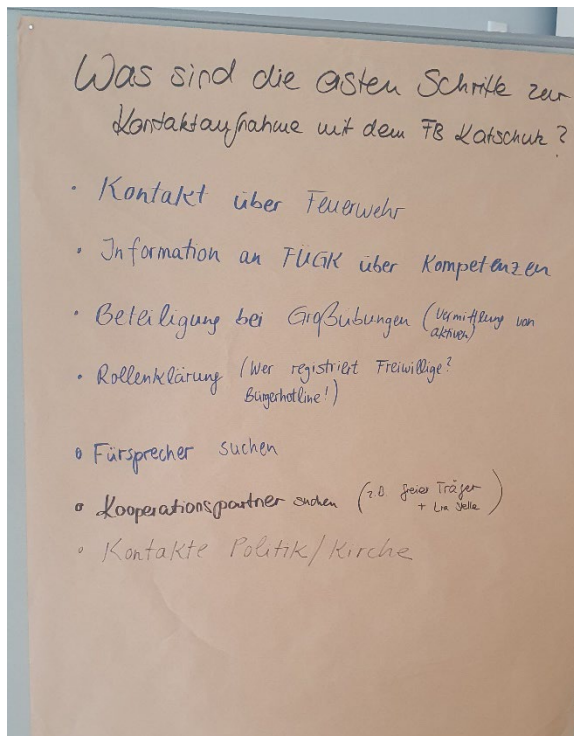 Was sind die ersten Schritte zur
Kontaktaufnahme mit dem FB Katschutz?
• Kontakt über Feuerwehr
• Information an FÜGK über Kompetenzen
• Beteiligung bei Großübungen (Vermittlung von
aktiven)
• Rollenklärung (Wer registriert Freiwillige?
Bürgerhotline!)
• Fürsprecher suchen
• Kooperationspartner suchen (z.B. freier Träger
+
• Kontakte Politik/Kirche